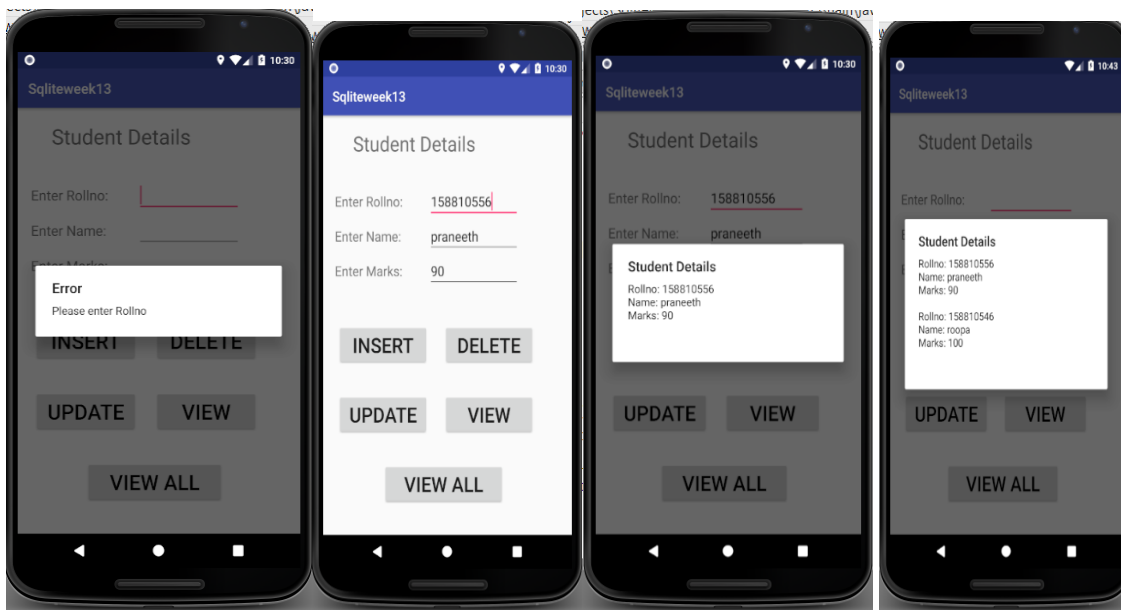 10:30
Sqliteweek13
Student Details
Enter Rollno:
Enter Name:
Error
Please enter Rollno
INSERT DELETE
UPDATE VIEW
VIEW ALL
10:30
Sqliteweek13
Student Details
Enter Rollno: 158810556
Enter Name: praneeth
Enter Marks: 90
INSERT DELETE
UPDATE VIEW
VIEW ALL
10:30
Sqliteweek13
Student Details
Enter Rollno: 158810556
Enter Name: praneeth
Student Details
Rollno: 158810556
Name: praneeth
Marks: 90
UPDATE VIEW
VIEW ALL
10:43
Sqliteweek13
Student Details
Enter Rollno:
Student Details
Rollno: 158810556
Name: praneeth
Marks: 90
Rollno: 158810546
Name: roopa
Marks: 100
UPDATE VIEW
VIEW ALL